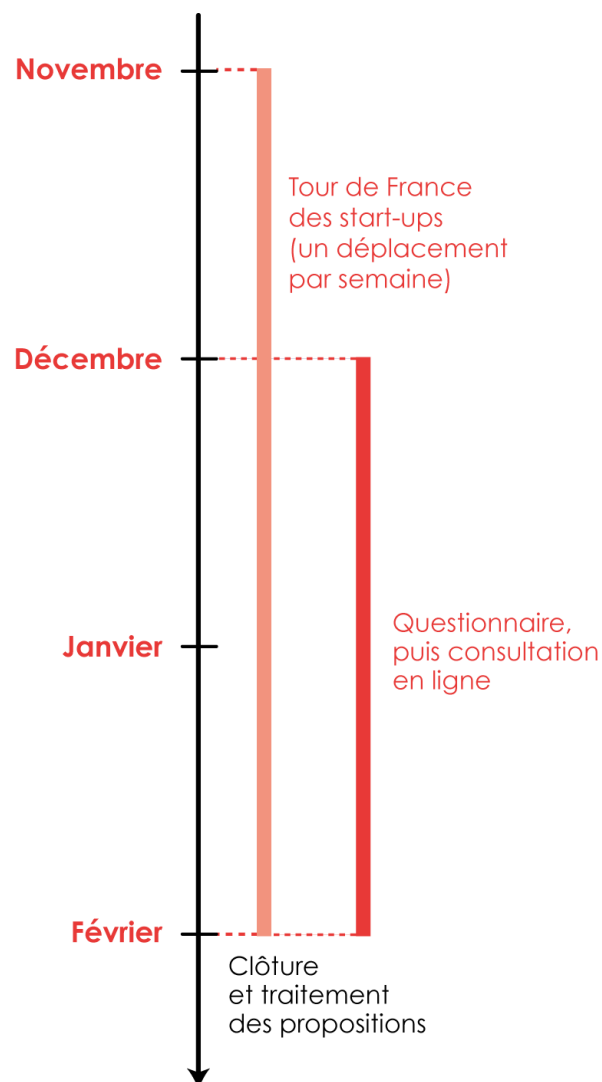 Novembre
Tour de France
des start-ups
(un déplacement
par semaine)
Décembre
Janvier
Questionnaire,
puis consultation
en ligne
Février
Clôture
et traitement
des propositions